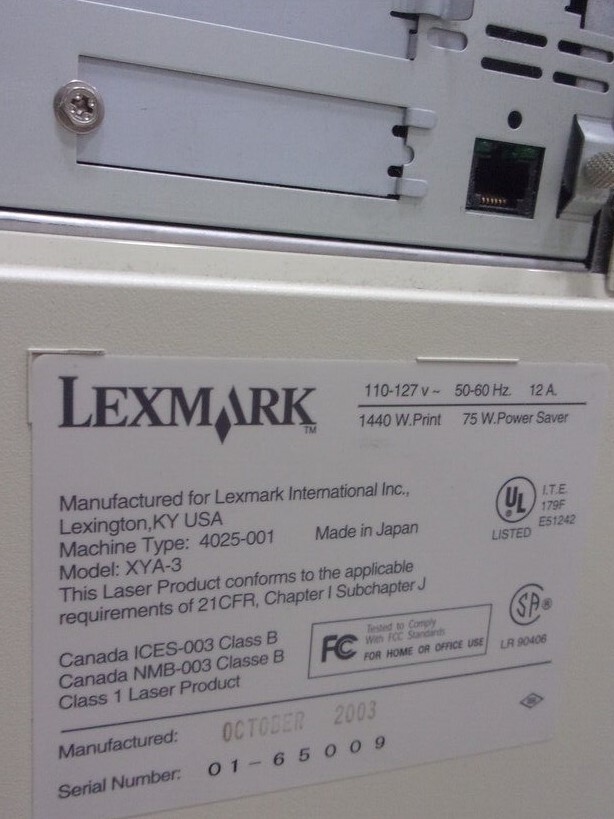 LEXMARK TM
110-127 v ~ 50-60 Hz. 12 A.
1440 W.Print 75 W.Power Saver
Manufactured for Lexmark International Inc.,
Lexington,KY USA
Machine Type: 4025-001 Made in Japan
Model: XYA-3
This Laser Product conforms to the applicable
requirements of 21CFR, Chapter I Subchapter J
UL
LISTED
I.T.E.
179F
E51242
Canada ICES-003 Class B
Canada NMB-003 Classe B
Class 1 Laser Product
FC Tested to Comply
With FCC Standards
FOR HOME OR OFFICE USE
SA ®
LR 90406
Manufactured: OCTOBER 2003
Serial Number: 01-65009